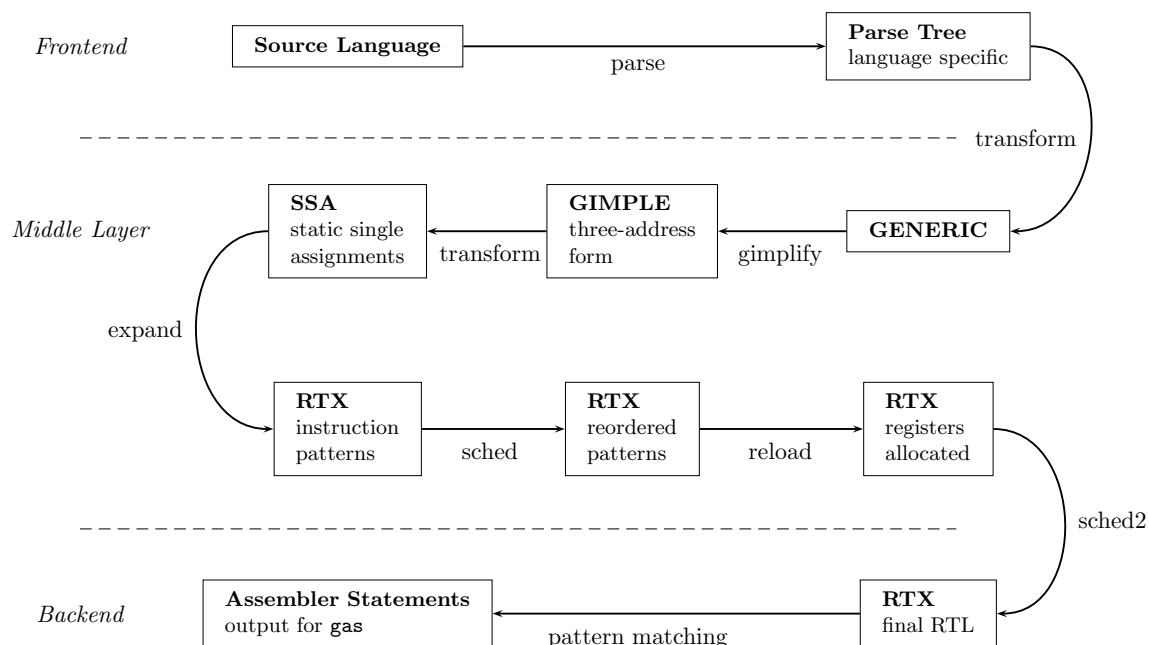 Frontend
Source Language
parse
Parse Tree
language specific
transform
Middle Layer
SSA
static single
assignments
transform
GIMPLE
three-address
form
gimplify
GENERIC
expand
RTX
instruction
patterns
sched
RTX
reordered
patterns
reload
RTX
registers
allocated
sched2
Backend
Assembler Statements
output for gas
pattern matching
RTX
final RTL